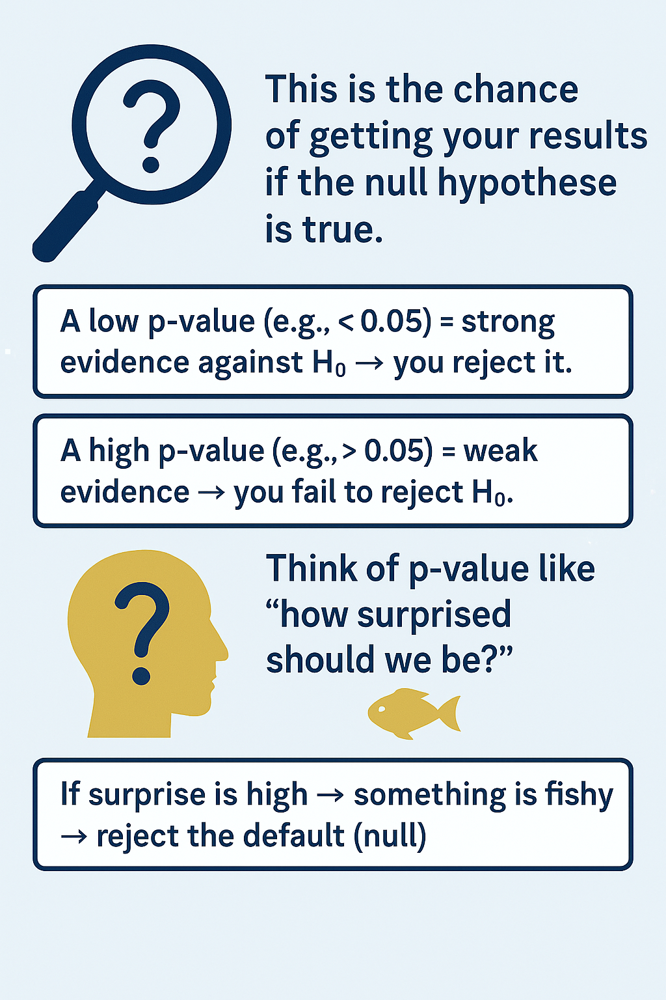 ?
This is the chance
of getting your results
if the null hypothese
is true.
A low p-value (e.g., < 0.05) = strong
evidence against H₀ → you reject it.
A high p-value (e.g., > 0.05) = weak
evidence → you fail to reject H₀.
?
Think of p-value like
“how surprised
should we be?”
If surprise is high → something is fishy
→ reject the default (null)